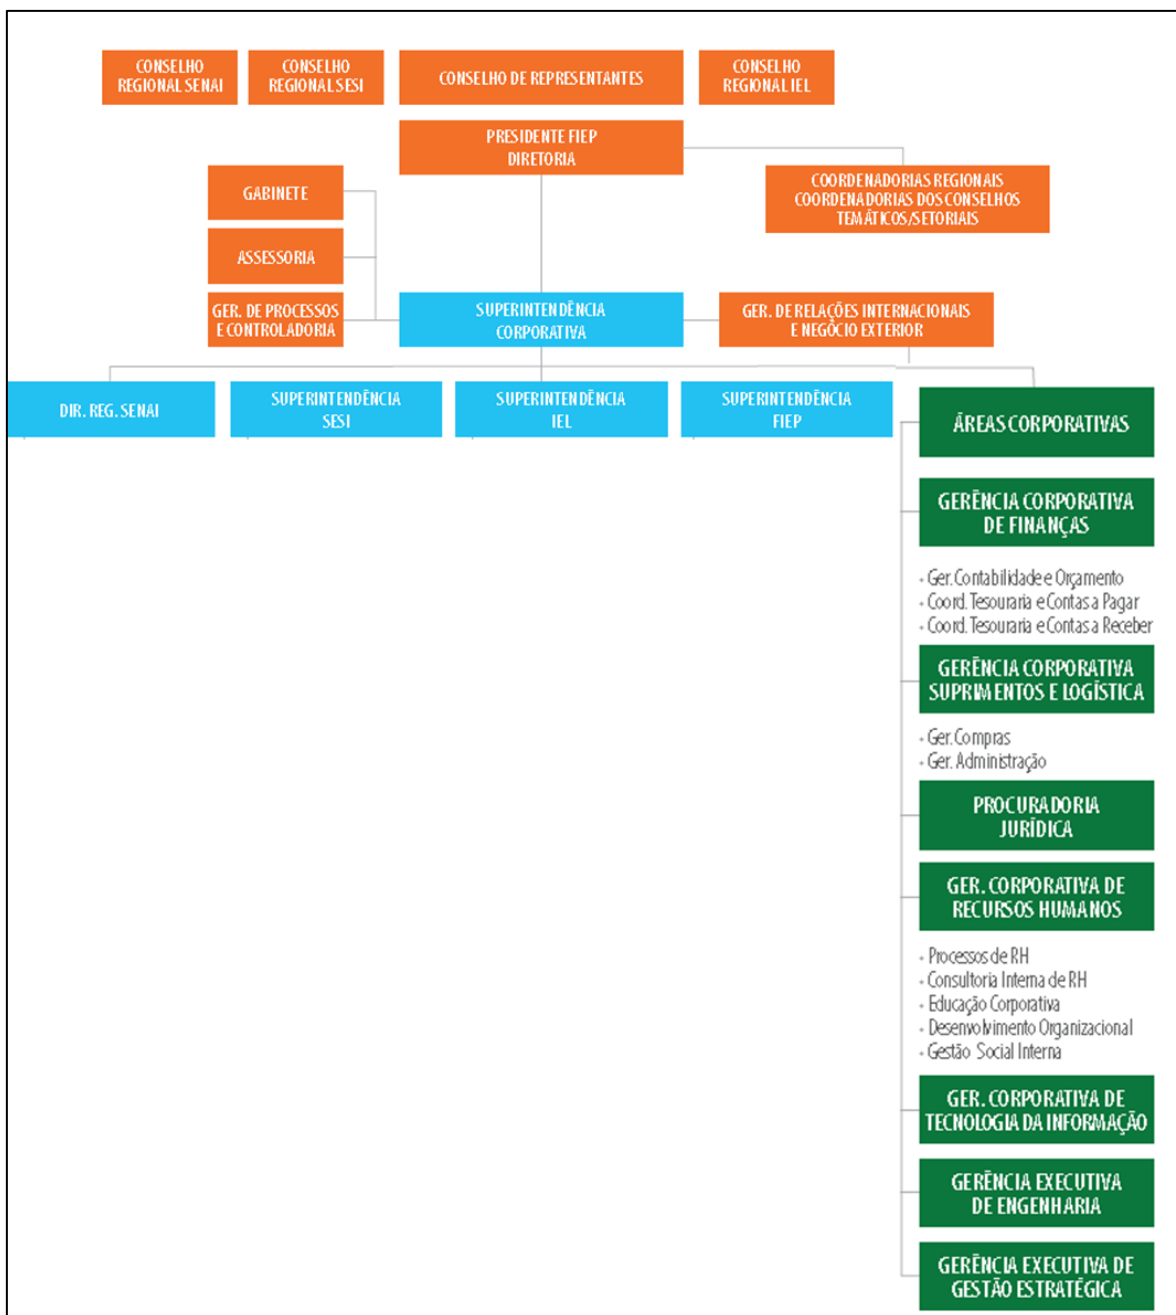 CONSELHO
REGIONAL SENAI
CONSELHO
REGIONAL SESI
CONSELHO DE REPRESENTANTES
CONSELHO
REGIONAL IEL
PRESIDENTE FIEP
DIRETORIA
COORDENADORIAS REGIONAIS
COORDENADORIAS DOS CONSELHOS
TEMÁTICOS/SETORIAIS
GABINETE
ASSESSORIA
GER. DE PROCESSOS
E CONTROLADORIA
SUPERINTENDÊNCIA
CORPORATIVA
GER. DE RELAÇÕES INTERNACIONAIS
E NEGÓCIO EXTERIOR
DIR. REG. SENAI
SUPERINTENDÊNCIA
SESI
SUPERINTENDÊNCIA
IEL
SUPERINTENDÊNCIA
FIEP
ÁREAS CORPORATIVAS
GERÊNCIA CORPORATIVA
DE FINANÇAS
• Ger. Contabilidade e Orçamento
• Coord. Tesouraria e Contas a Pagar
• Coord. Tesouraria e Contas a Receber
GERÊNCIA CORPORATIVA
SUPRIMENTOS E LOGÍSTICA
• Ger. Compras
• Ger. Administração
PROCURADORIA
JURÍDICA
GER. CORPORATIVA DE
RECURSOS HUMANOS
• Processos de RH
• Consultoria Interna de RH
• Educação Corporativa
• Desenvolvimento Organizacional
• Gestão Social Interna
GER. CORPORATIVA DE
TECNOLOGIA DA INFORMAÇÃO
GERÊNCIA EXECUTIVA
DE ENGENHARIA
GERÊNCIA EXECUTIVA DE
GESTÃO ESTRATÉGICA